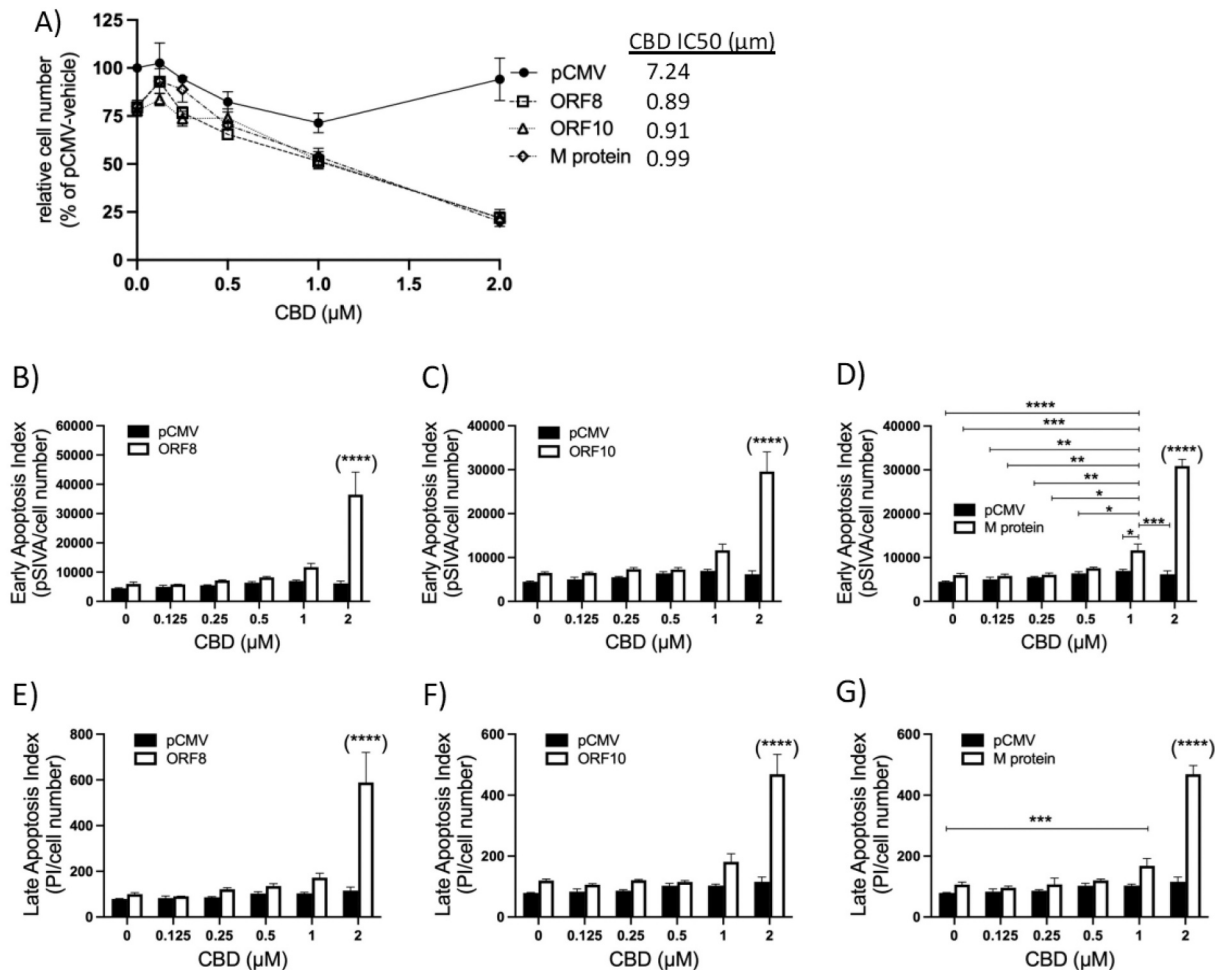 A)
relative cell number
(% of pCMV-vehicle)
125
100
75
50
25
0
0.0
0.5
1.0
1.5
2.0
CBD (µM)
CBD IC50 (µm)
pCMV 7.24
ORF8 0.89
ORF10 0.91
M protein 0.99
B)
Early Apoptosis Index
(pSIVA/cell number)
60000
50000
40000
30000
20000
10000
0
pCMV
ORF8
(****)
0 0.125 0.25 0.5 1 2
CBD (µM)
C)
Early Apoptosis Index
(pSIVA/cell number)
40000
30000
20000
10000
0
pCMV
ORF10
(****)
0 0.125 0.25 0.5 1 2
CBD (µM)
D)
Early Apoptosis Index
(pSIVA/cell number)
40000
30000
20000
10000
0
****
***
**
**
**
*
*
*
***
(****)
pCMV
M protein
0 0.125 0.25 0.5 1 2
CBD (µM)
E)
Late Apoptosis Index
(PI/cell number)
800
600
400
200
0
pCMV
ORF8
(****)
0 0.125 0.25 0.5 1 2
CBD (µM)
F)
Late Apoptosis Index
(PI/cell number)
600
400
200
0
pCMV
ORF10
(****)
0 0.125 0.25 0.5 1 2
CBD (µM)
G)
Late Apoptosis Index
(PI/cell number)
600
400
200
0
pCMV
M protein
(****)
***
0 0.125 0.25 0.5 1 2
CBD (µM)